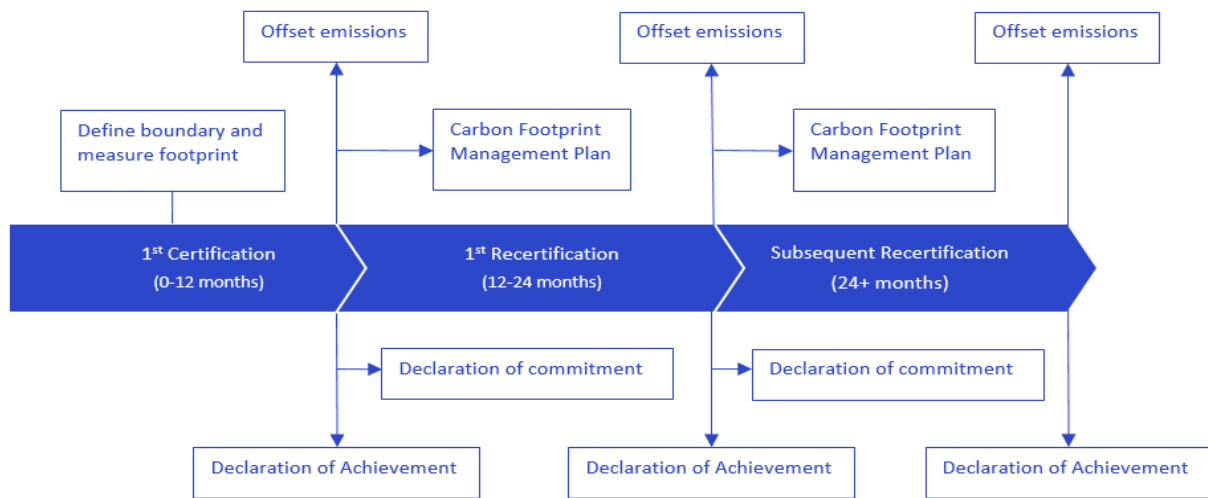 Offset emissions
Offset emissions
Offset emissions
Define boundary and
measure footprint
Carbon Footprint
Management Plan
Carbon Footprint
Management Plan
1st Certification
(0-12 months)
1st Recertification
(12-24 months)
Subsequent Recertification
(24+ months)
Declaration of commitment
Declaration of commitment
Declaration of Achievement
Declaration of Achievement
Declaration of Achievement